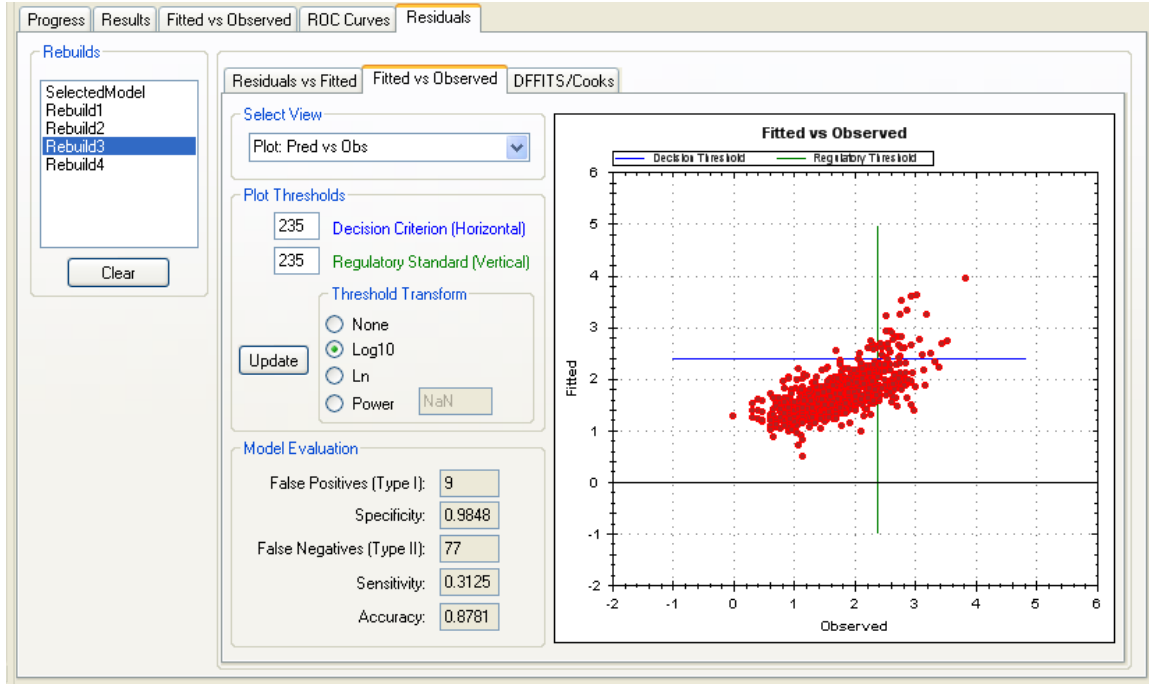 Progress Results Fitted vs Observed ROC Curves Residuals
Rebuilds
SelectedModel
Rebuild1
Rebuild2
Rebuild3
Rebuild4
Clear
Residuals vs Fitted Fitted vs Observed DFFITS/Cooks
Select View
Plot: Pred vs Obs
Plot Thresholds
235 Decision Criterion (Horizontal)
235 Regulatory Standard (Vertical)
Threshold Transform
None
Log10
Ln
Power NaN
Update
Model Evaluation
False Positives (Type I): 9
Specificity: 0.9848
False Negatives (Type II): 77
Sensitivity: 0.3125
Accuracy: 0.8781
Fitted vs Observed
Decision Threshold Regulatory Threshold
6
5
4
3
2
1
0
-1
-2
Fitted
-2 -1 0 1 2 3 4 5 6
Observed